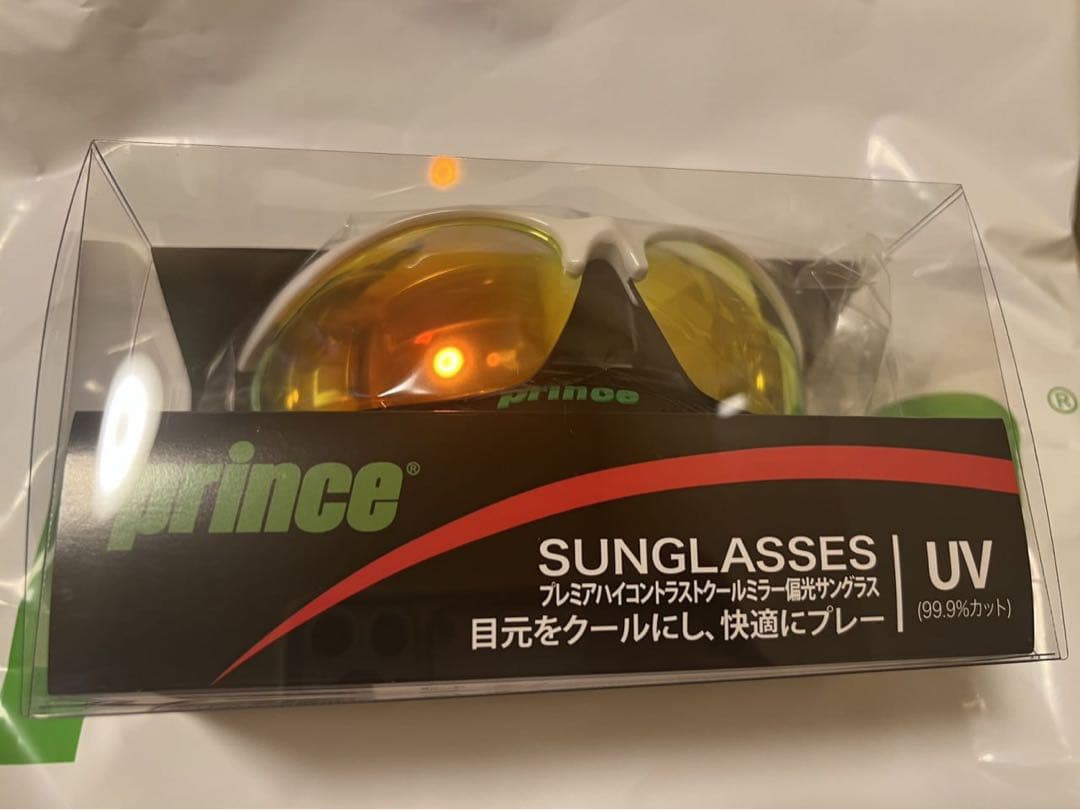 prince
prince®
SUNGLASSES
プレミアハイコントラストクールミラー偏光サングラス
目元をクールにし、快適にプレー
UV
(99.9%カット)
®